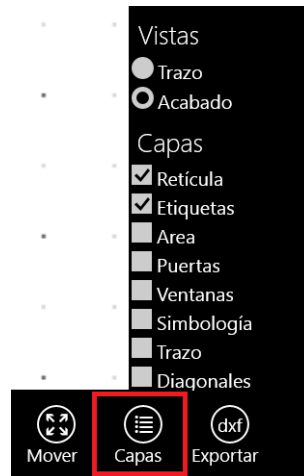 Vistas
Trazo
Acabado
Capas
Retícula
Etiquetas
Area
Puertas
Ventanas
Simbología
Trazo
Diagonales
dxf
Mover Capas Exportar